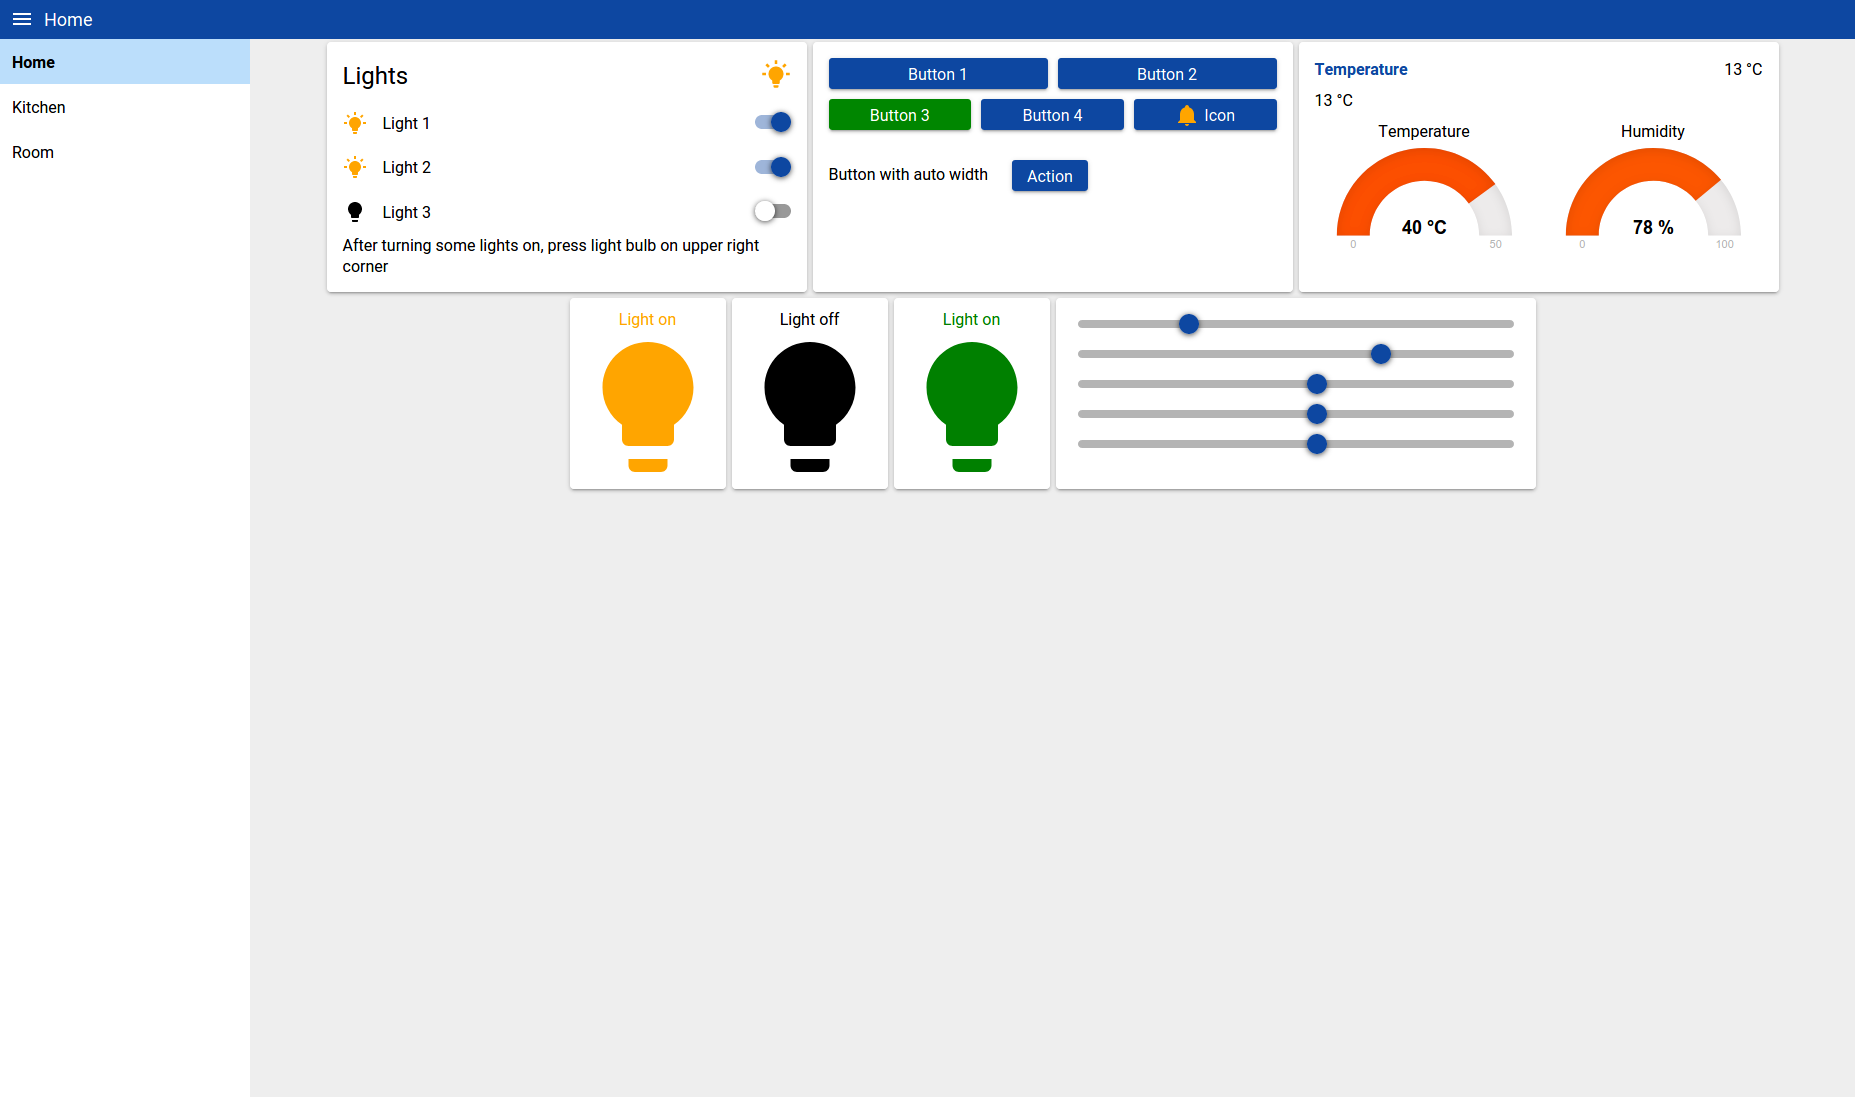 Home
Home
Kitchen
Room
Lights
Light 1
Light 2
Light 3
After turning some lights on, press light bulb on upper right
corner
Button 1
Button 2
Button 3
Button 4
Icon
Button with auto width
Action
Temperature
13 °C
13 °C
Temperature
Humidity
40 °C
78 %
0
50
0
100
Light on
Light off
Light on